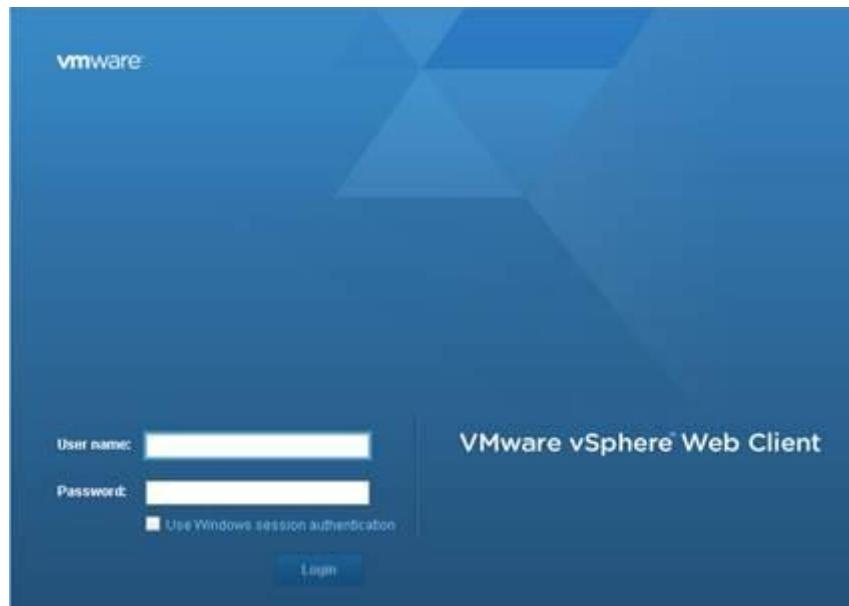 vmware
User name:
VMware vSphere Web Client
Password:
Use Windows session authentication
Login